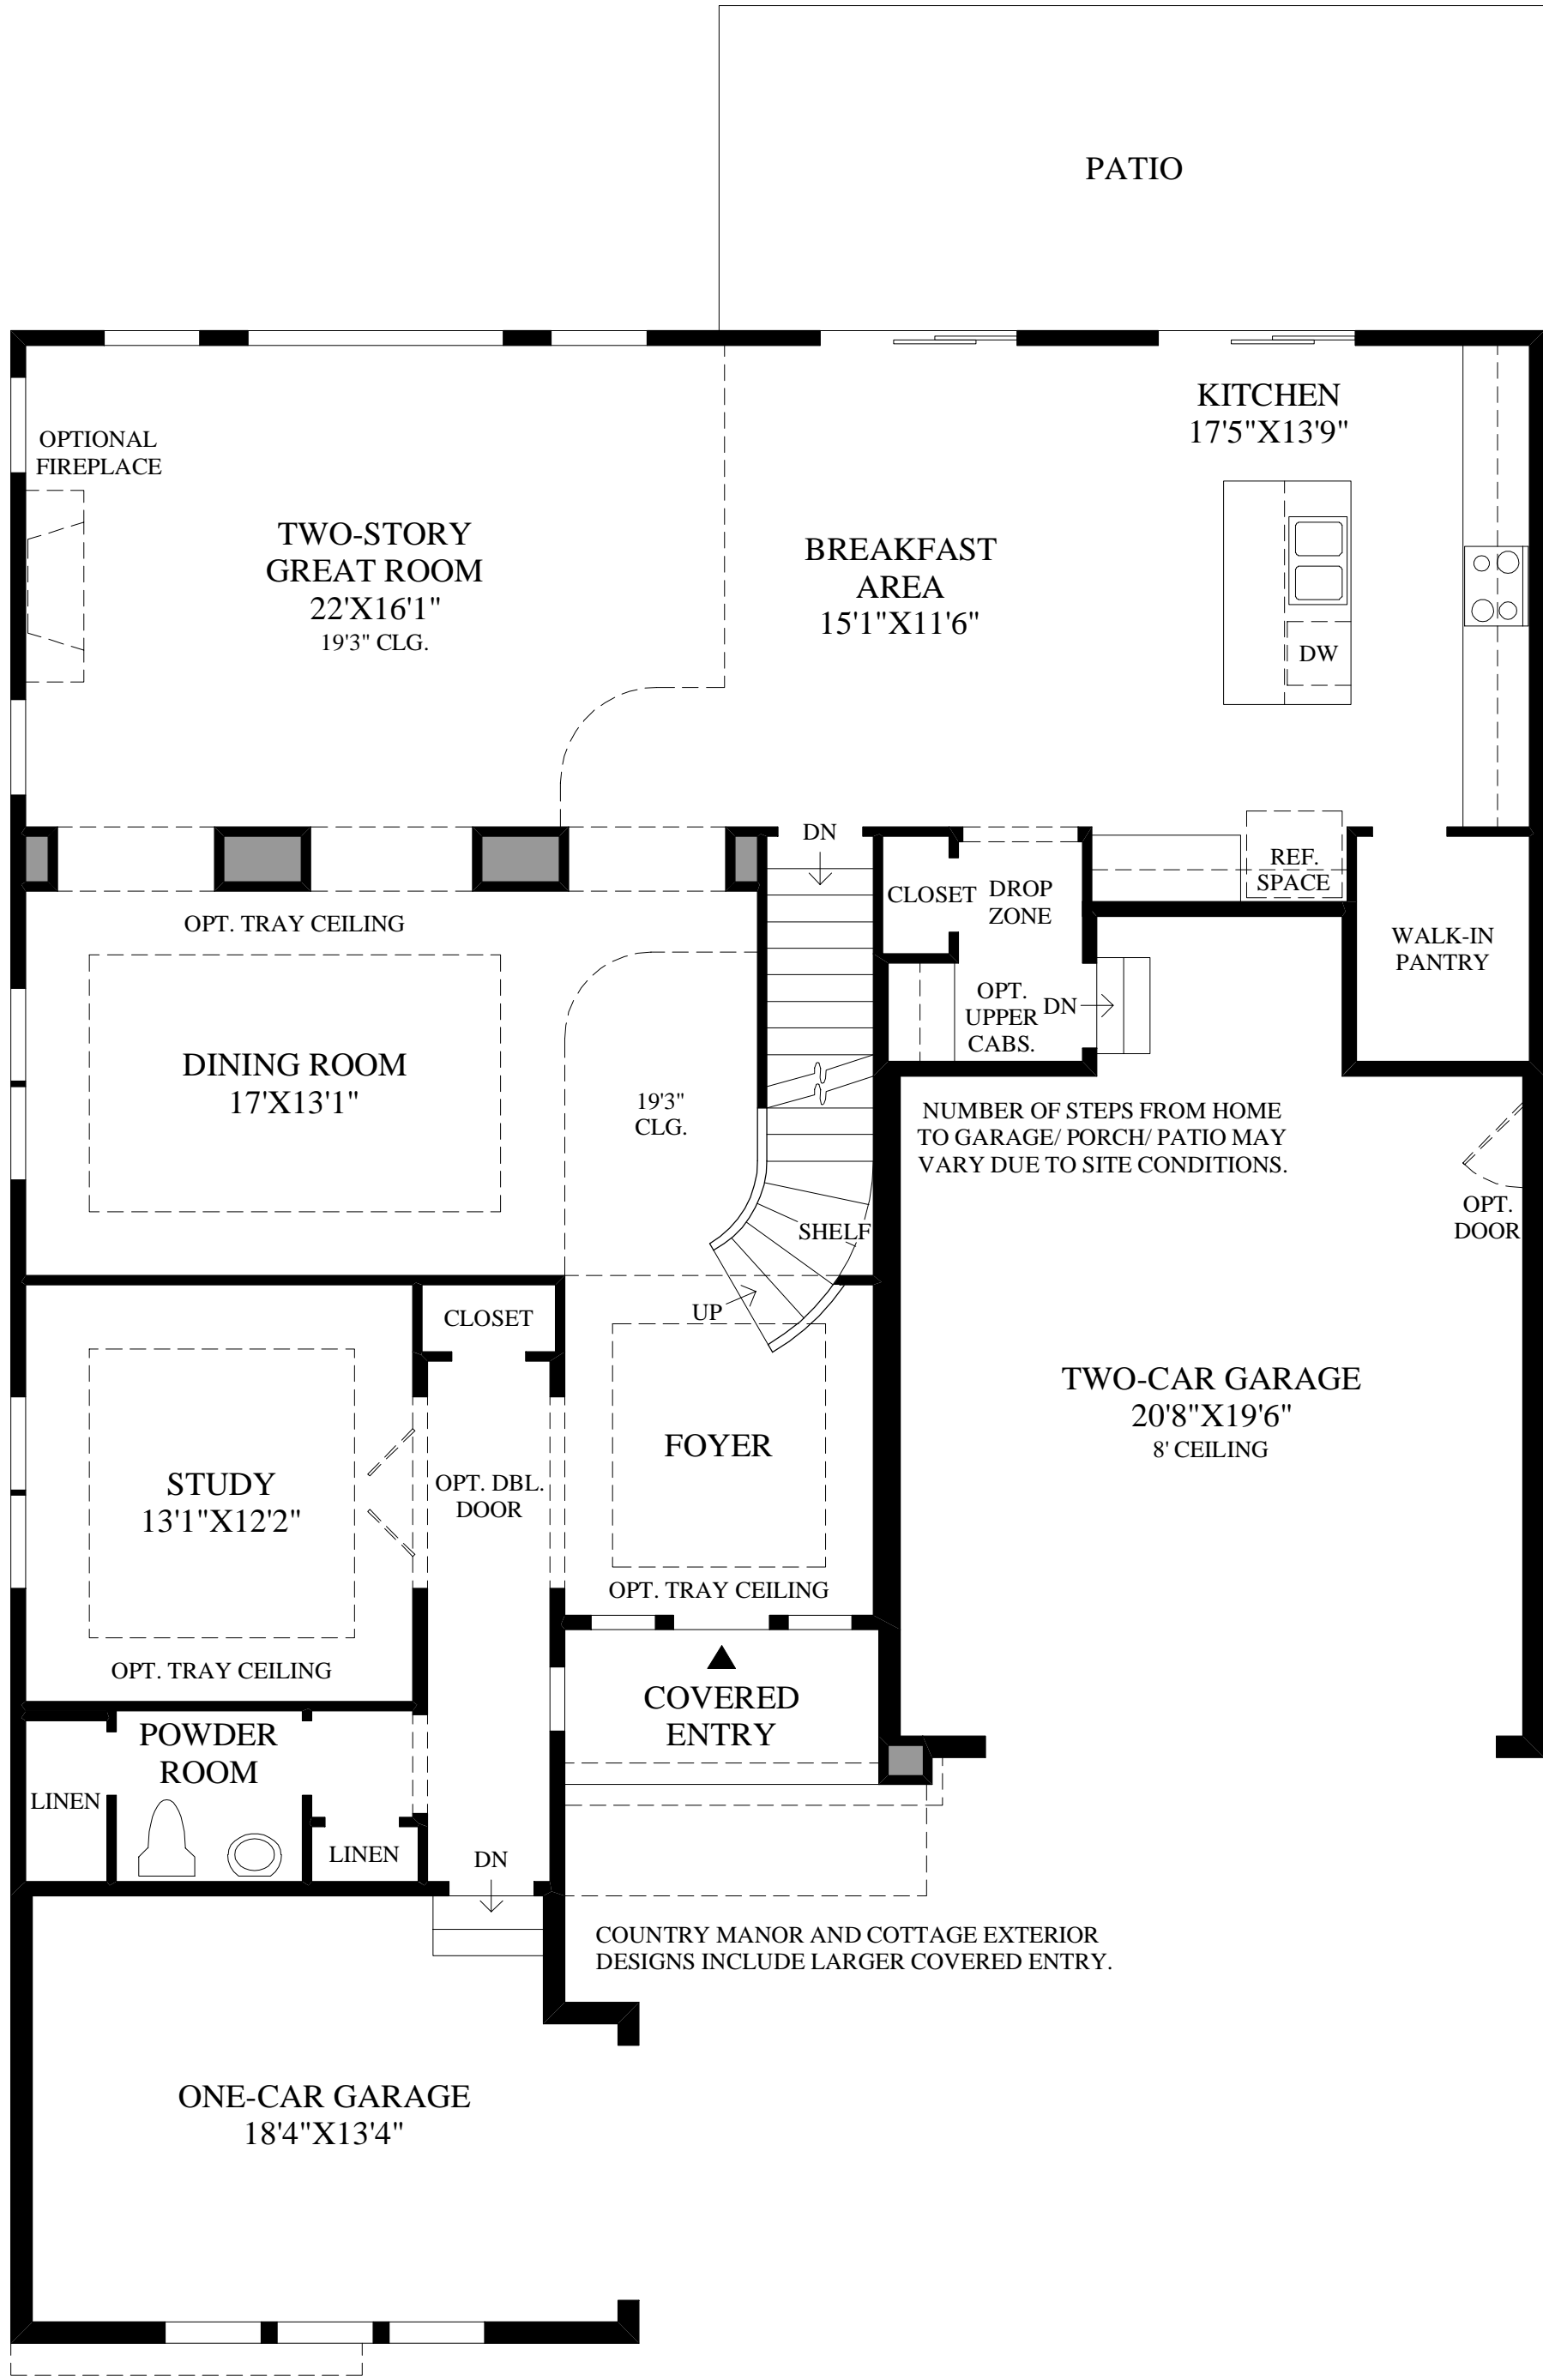 PATIO
KITCHEN
17'5"X13'9"
OPTIONAL
FIREPLACE
TWO-STORY
GREAT ROOM
22'X16'1"
19'3" CLG.
BREAKFAST
AREA
15'1"X11'6"
DW
DN
REF.
SPACE
CLOSET
DROP
ZONE
OPT. TRAY CEILING
WALK-IN
PANTRY
OPT.
UPPER
CABS.
DN
DINING ROOM
17'X13'1"
19'3"
CLG.
NUMBER OF STEPS FROM HOME
TO GARAGE/ PORCH/ PATIO MAY
VARY DUE TO SITE CONDITIONS.
OPT.
DOOR
SHELF
UP
CLOSET
TWO-CAR GARAGE
20'8"X19'6"
8' CEILING
FOYER
STUDY
13'1"X12'2"
OPT. DBL.
DOOR
OPT. TRAY CEILING
OPT. TRAY CEILING
COVERED
ENTRY
POWDER
ROOM
LINEN
LINEN
DN
COUNTRY MANOR AND COTTAGE EXTERIOR
DESIGNS INCLUDE LARGER COVERED ENTRY.
ONE-CAR GARAGE
18'4"X13'4"